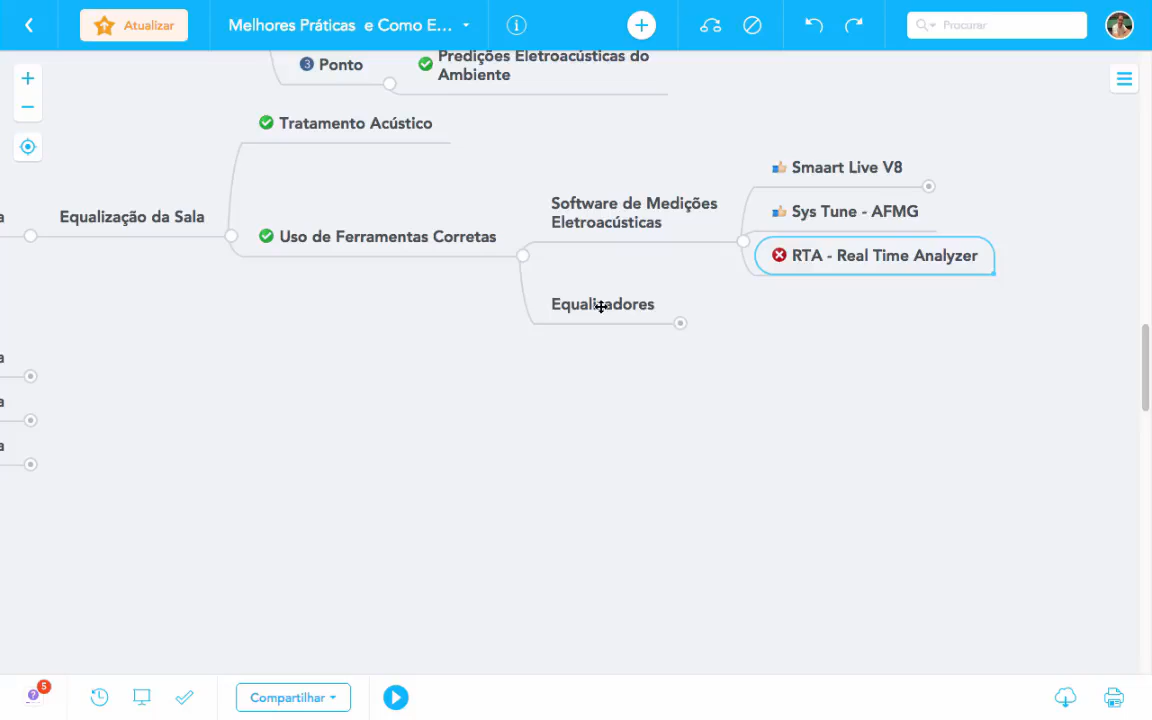 Atualizar
Melhores Práticas e Como E...
Procurar
3 Ponto
Predições Eletroacústicas do
Ambiente
Tratamento Acústico
Smaart Live V8
Software de Medições
Eletroacústicas
Sys Tune - AFMG
a
Equalização da Sala
Uso de Ferramentas Corretas
RTA - Real Time Analyzer
Equalizadores
a
a
a
5
Compartilhar